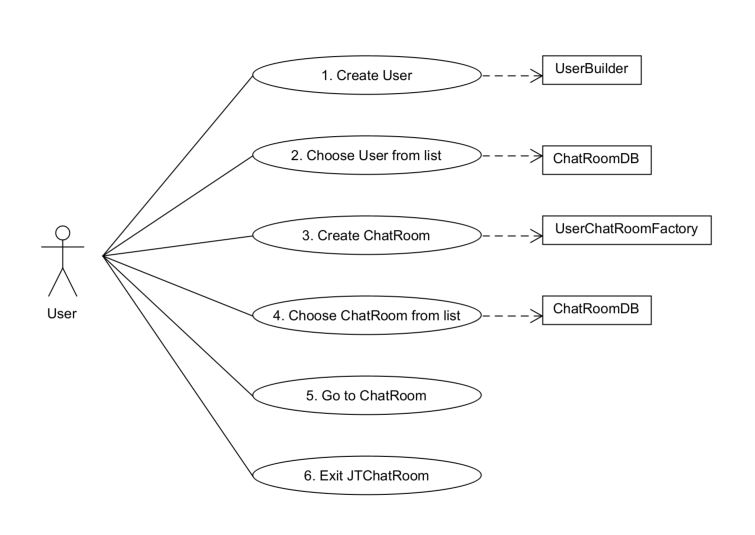 1. Create User
UserBuilder
2. Choose User from list
ChatRoomDB
3. Create ChatRoom
UserChatRoomFactory
User
4. Choose ChatRoom from list
ChatRoomDB
5. Go to ChatRoom
6. Exit JTChatRoom